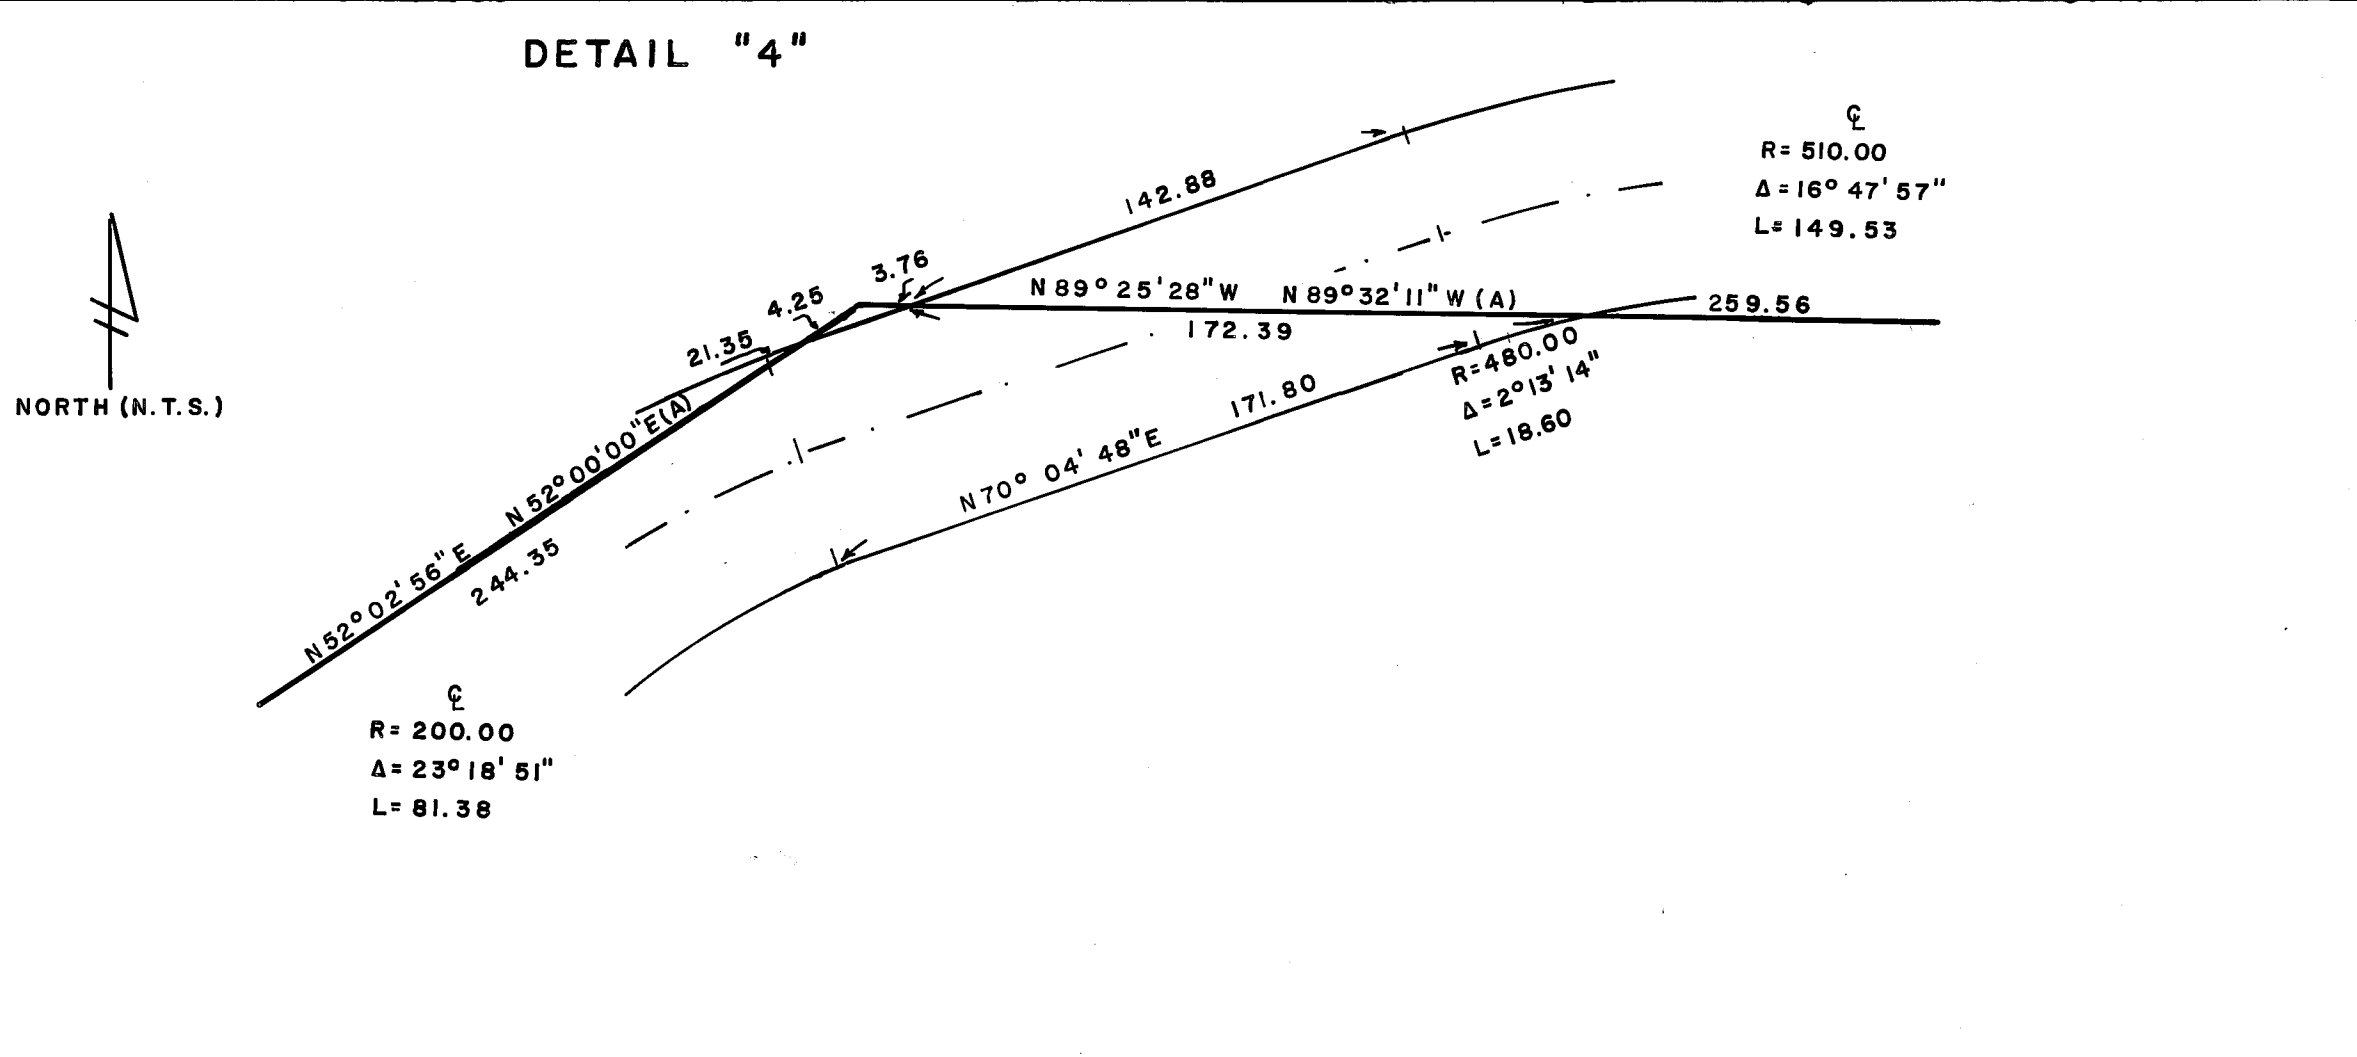 DETAIL "4"
℄
R= 510.00
Δ = 16° 47' 57"
L= 149.53
142.88
3.76
4.25
21.35
N 89° 25' 28" W
N 89° 32' 11" W (A)
172.39
259.56
R=480.00
Δ=2°13' 14"
L=18.60
171.80
N 70° 04' 48" E
NORTH (N.T.S.)
N 52° 00' 00" E (A)
N 52° 02' 56" E
244.35
℄
R= 200.00
Δ= 23° 18' 51"
L= 81.38